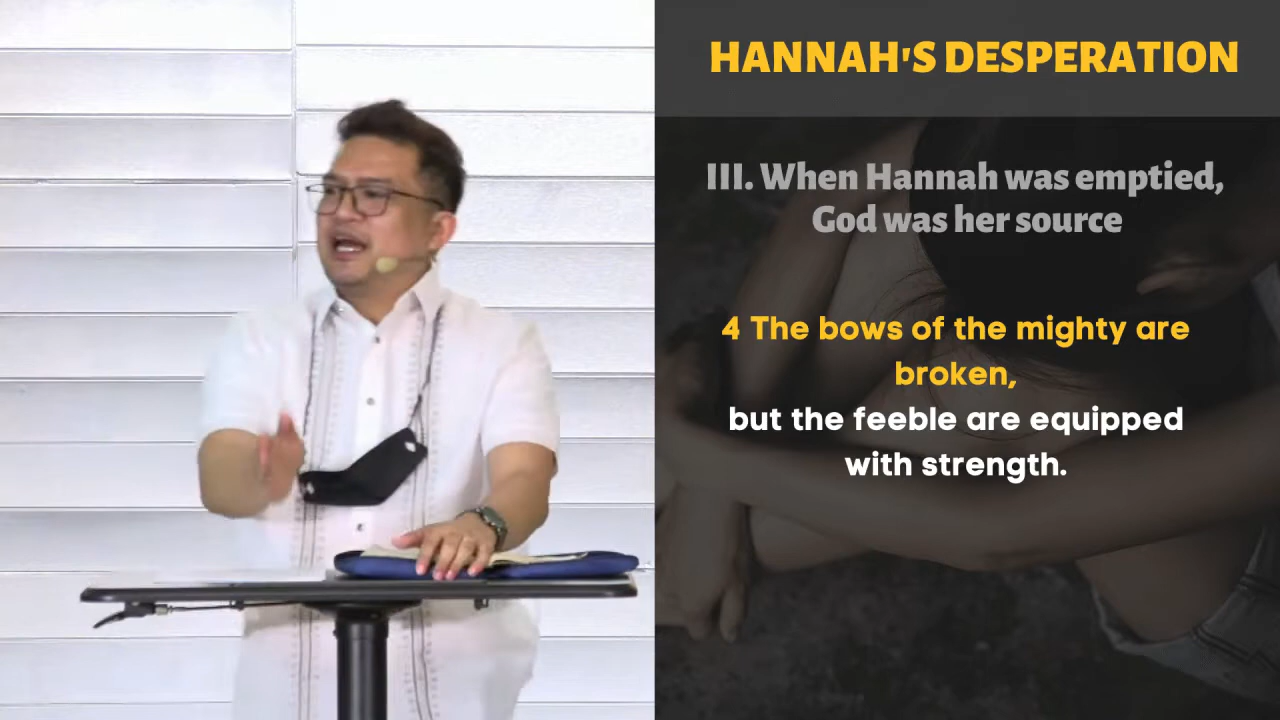 HANNAH'S DESPERATION
III. When Hannah was emptied,
God was her source
4 The bows of the mighty are
broken,
but the feeble are equipped
with strength.